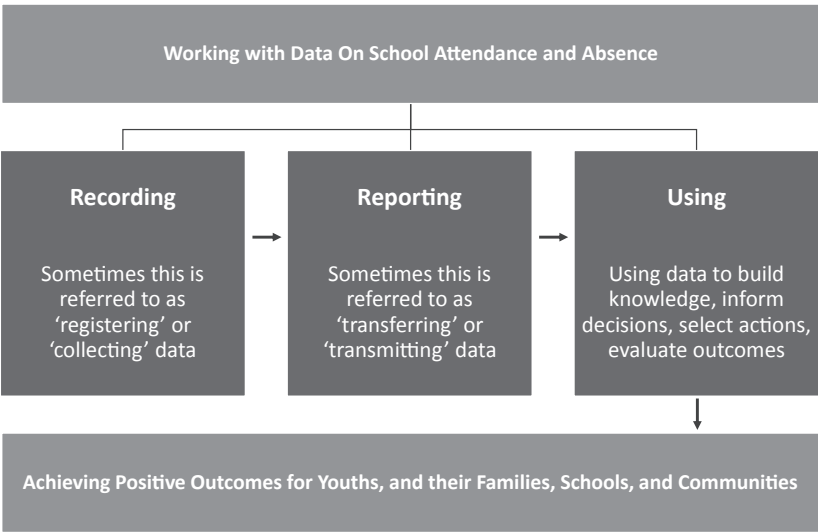 Working with Data On School Attendance and Absence
Recording
Sometimes this is
referred to as
‘registering’ or
‘collecting’ data
Reporting
Sometimes this is
referred to as
‘transferring’ or
‘transmitting’ data
Using
Using data to build
knowledge, inform
decisions, select actions,
evaluate outcomes
Achieving Positive Outcomes for Youths, and their Families, Schools, and Communities